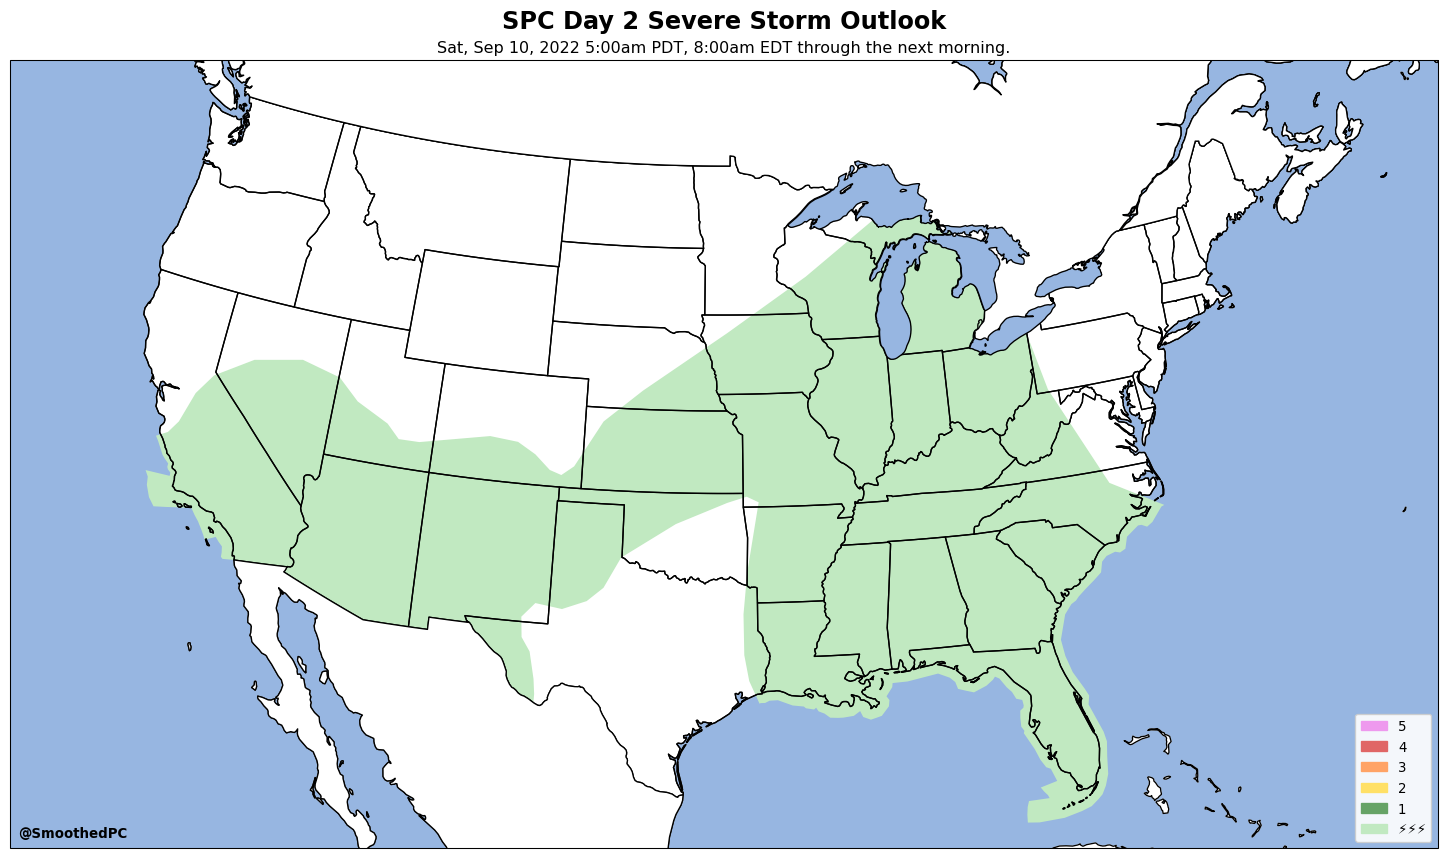 SPC Day 2 Severe Storm Outlook
Sat, Sep 10, 2022 5:00am PDT, 8:00am EDT through the next morning.
5
4
3
2
1
⚡⚡⚡
@SmoothedPC